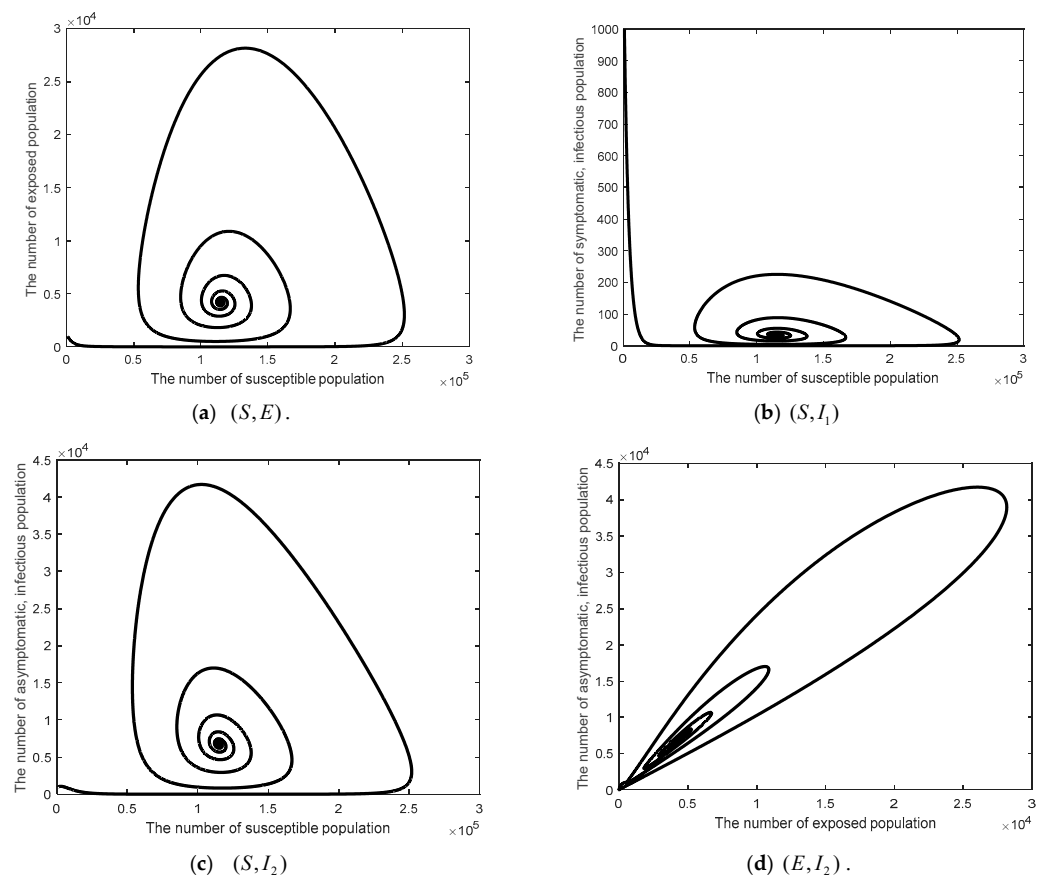 ×10⁴
3
2.5
2
1.5
1
0.5
0
The number of exposed population
0 0.5 1 1.5 2 2.5 3
The number of susceptible population
×10⁵
(a) (S, E).
1000
900
800
700
600
500
400
300
200
100
0
The number of symptomatic, infectious population
0 0.5 1 1.5 2 2.5 3
The number of susceptible population
×10⁵
(b) (S, I₁)
×10⁴
4.5
4
3.5
3
2.5
2
1.5
1
0.5
0
The number of asymptomatic, infectious population
0 0.5 1 1.5 2 2.5 3
The number of susceptible population
×10⁵
(c) (S, I₂)
×10⁴
4.5
4
3.5
3
2.5
2
1.5
1
0.5
0
The number of asymptomatic, infectious population
0 0.5 1 1.5 2 2.5 3
The number of exposed population
×10⁴
(d) (E, I₂).